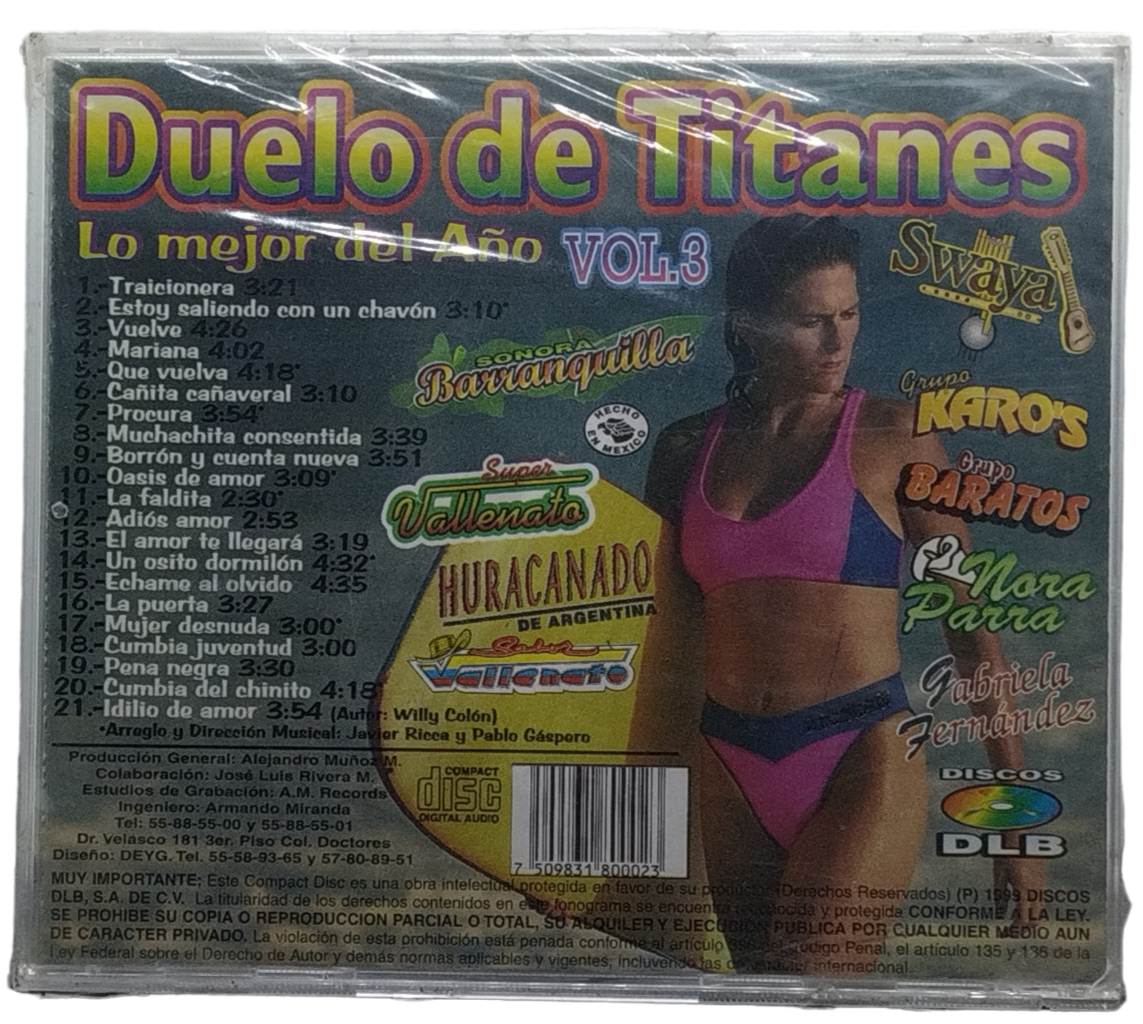 Duelo de Titanes
Lo mejor del Año VOL.3
1.-Traicionera 3:21
2.-Estoy saliendo con un chavón 3:10*
3.-Vuelve 4:26
4.-Mariana 4:02
5.-Que vuelva 4:18*
6.-Cañita cañaveral 3:10
7.-Procura 3:54*
8.-Muchachita consentida 3:39
9.-Borrón y cuenta nueva 3:51
10.-Oasis de amor 3:09*
11.-La faldita 2:30*
12.-Adiós amor 2:53
13.-El amor te llegará 3:19
14.-Un osito dormilón 4:32*
15.-Echame al olvido 4:35
16.-La puerta 3:27
17.-Mujer desnuda 3:00*
18.-Cumbia juventud 3:00
19.-Pena negra 3:30
20.-Cumbia del chinito 4:18*
21.-Idilio de amor 3:54 (Autor: Willy Colón)
*Arreglo y Dirección Musical: Javier Ricca y Pablo Gáspero
SONORA
Barranquilla
HECHO EN MEXICO
Super
Vallenato
HURACANADO
DE ARGENTINA
Sabor
Vallenato
Swaya
Grupo
KARO'S
Grupo
BARATOS
Nora
Parra
Gabriela
Fernández
DISCOS
DLB
Producción General: Alejandro Muñoz M.
Colaboración: José Luis Rivera M.
Estudios de Grabación: A.M. Records
Ingeniero: Armando Miranda
Tel: 55-88-55-00 y 55-88-55-01
Dr. Velasco 181 3er. Piso Col. Doctores
Diseño: DEYG. Tel. 55-58-93-65 y 57-80-89-51
COMPACT
disc
DIGITAL AUDIO
7 509831 800023
MUY IMPORTANTE: Este Compact Disc es una obra intelectual protegida en favor de su productor (Derechos Reservados) (P) 1999 DISCOS
DLB, S.A. DE C.V. La titularidad de los derechos contenidos en este fonograma se encuentra reconocida y protegida CONFORME A LA LEY.
SE PROHIBE SU COPIA O REPRODUCCION PARCIAL O TOTAL, SU ALQUILER Y EJECUCION PUBLICA POR CUALQUIER MEDIO AUN
DE CARACTER PRIVADO. La violación de esta prohibición está penada conforme al artículo del Código Penal, el artículo 135 y 136 de la
Ley Federal sobre el Derecho de Autor y demás normas aplicables y vigentes, incluyendo las de carácter internacional.